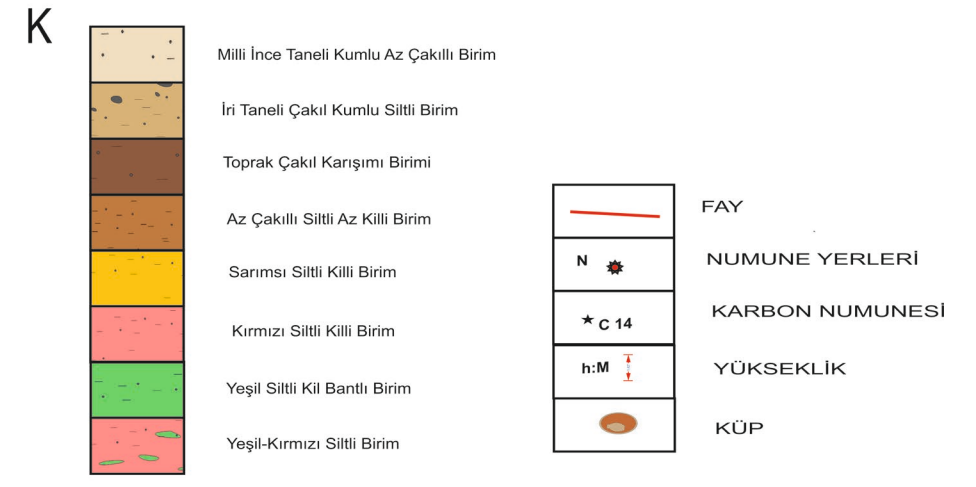 K
Milli İnce Taneli Kumlu Az Çakıllı Birim
İri Taneli Çakıl Kumlu Siltli Birim
Toprak Çakıl Karışımı Birimi
Az Çakıllı Siltli Az Killi Birim
Sarımsı Siltli Killi Birim
Kırmızı Siltli Killi Birim
Yeşil Siltli Kil Bantlı Birim
Yeşil-Kırmızı Siltli Birim
FAY
N
NUMUNE YERLERİ
C 14
KARBON NUMUNESİ
h:M
YÜKSEKLİK
KÜP